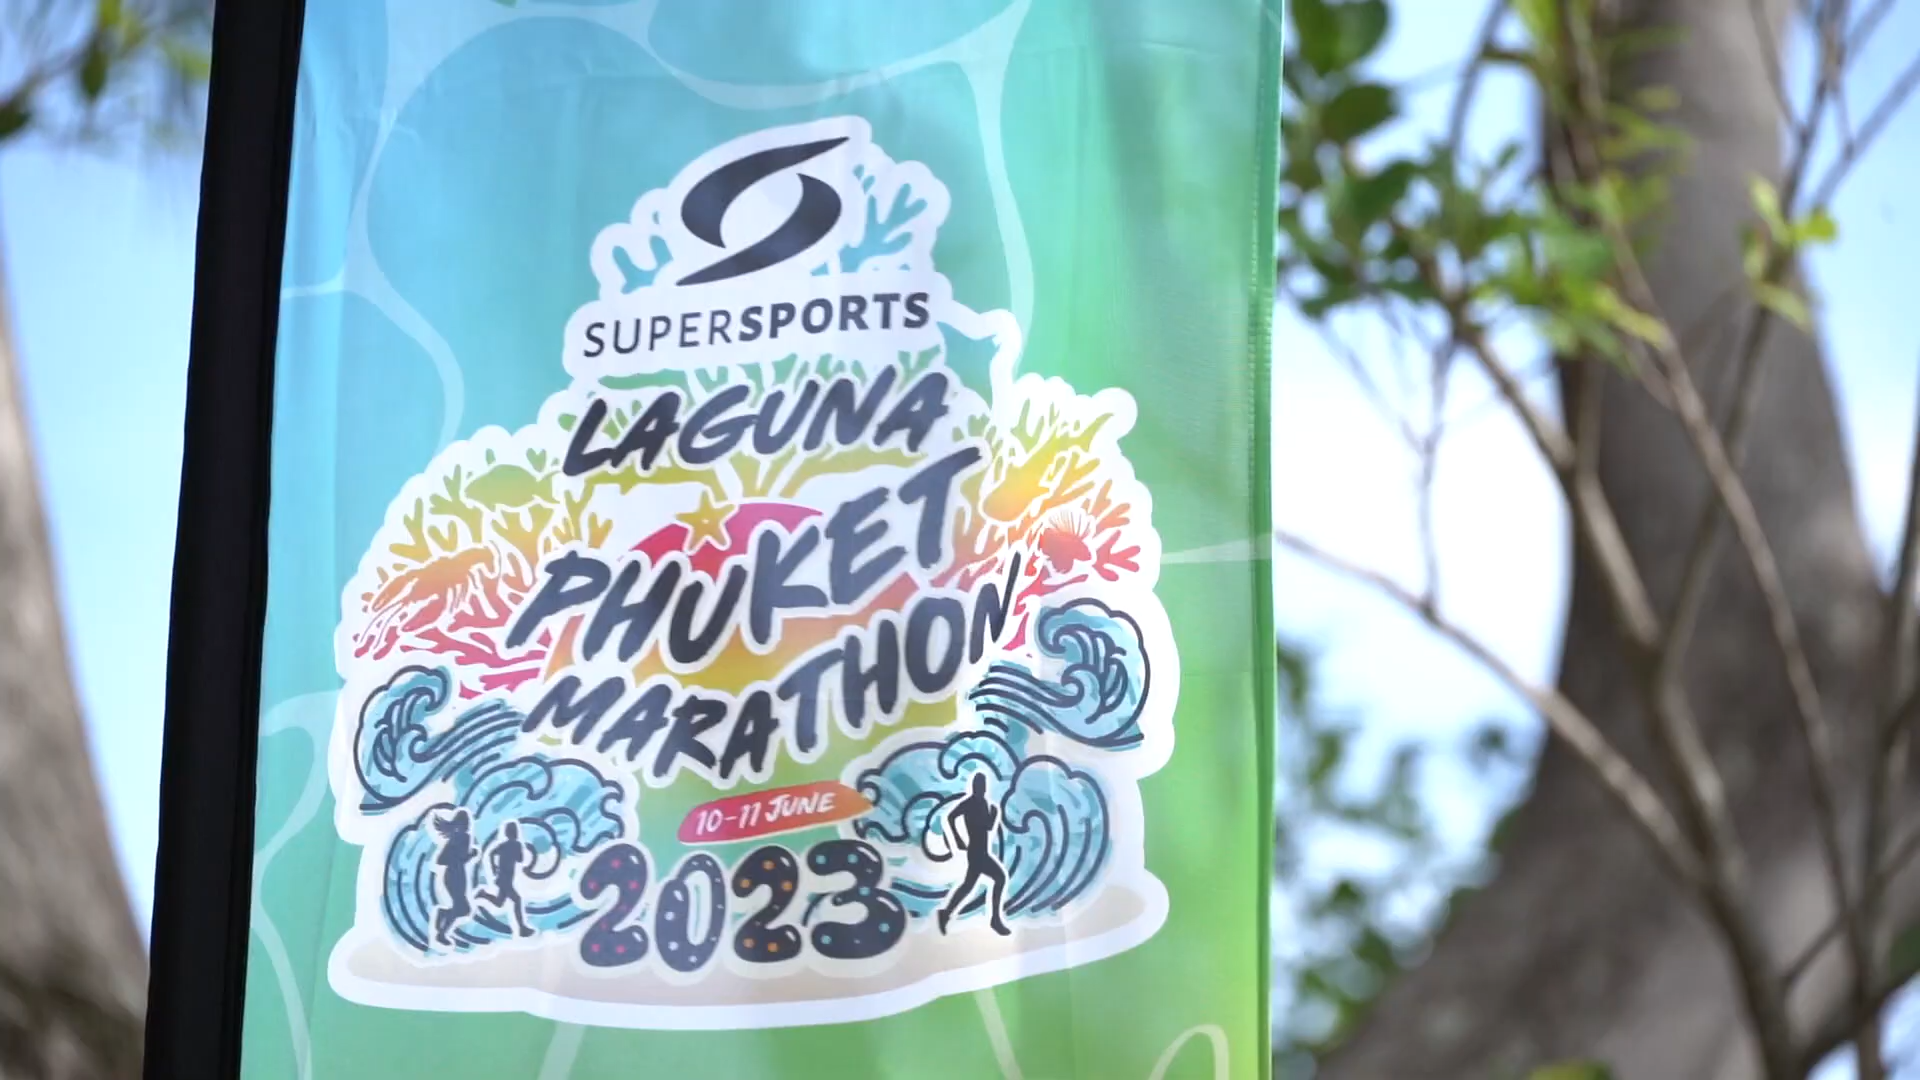 SUPERSPORTS
LAGUNA
PHUKET
MARATHON
10-11 JUNE
2023